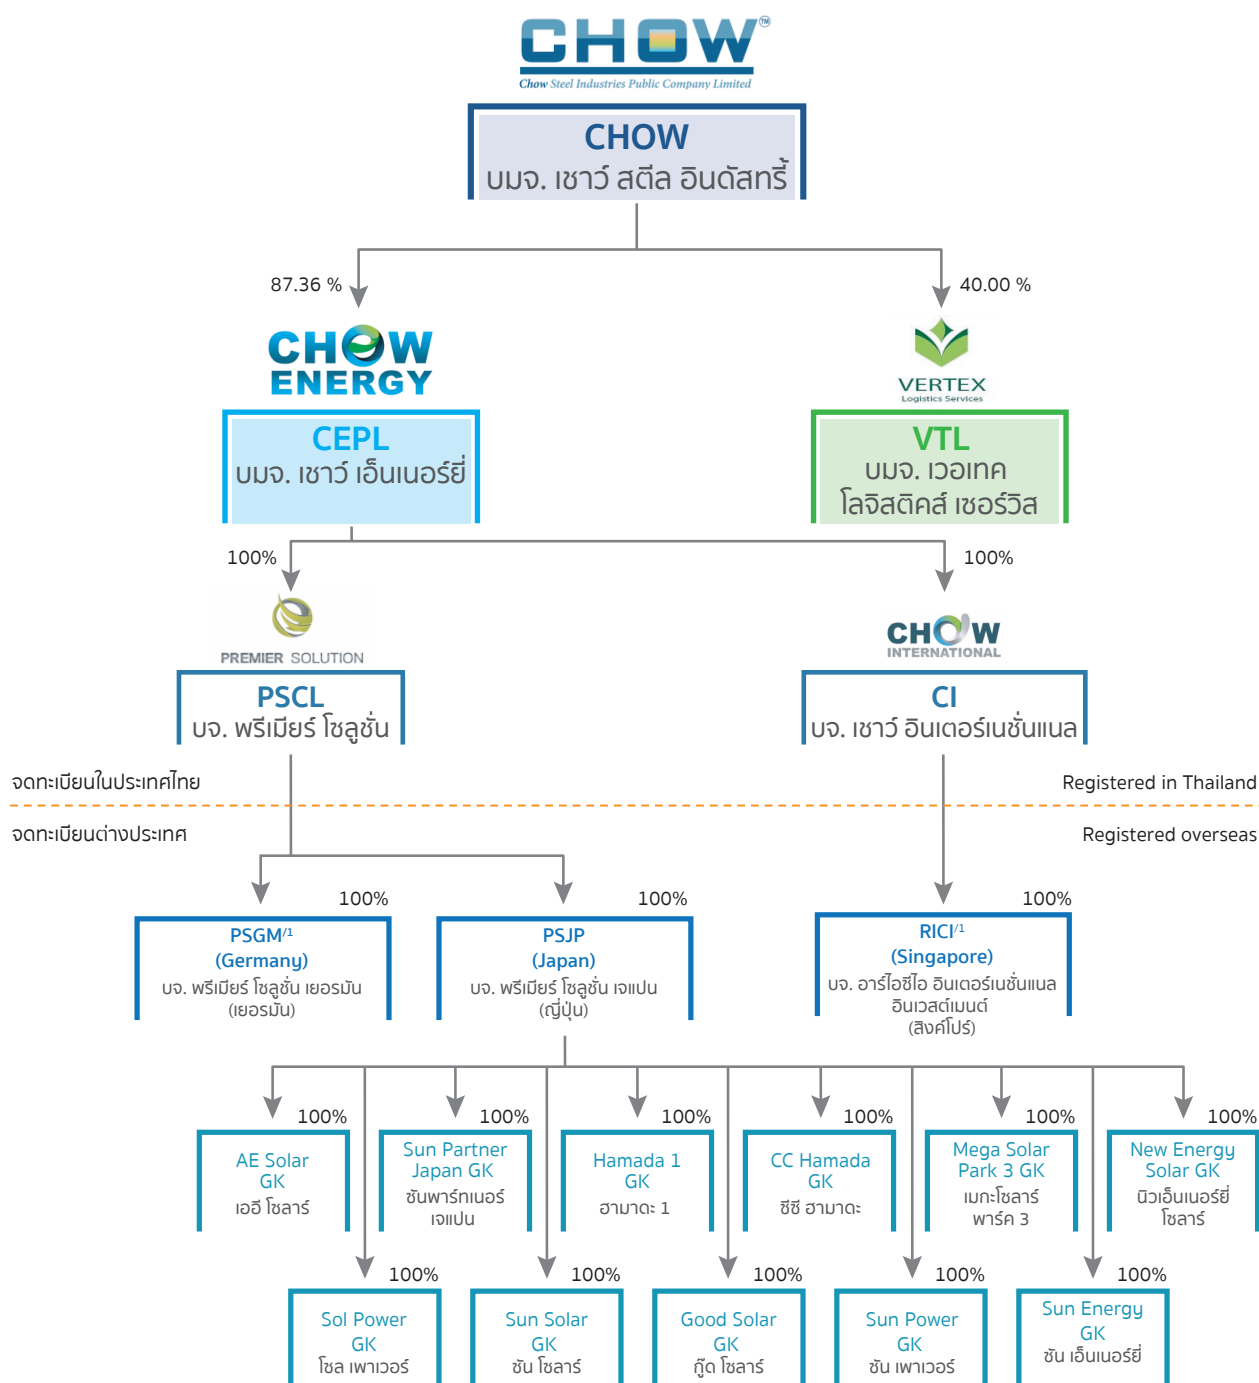 CHOW™
Chow Steel Industries Public Company Limited
CHOW
บมจ. เชาว์ สตีล อินดัสทรี้
87.36 %
40.00 %
CHOW
ENERGY
VERTEX
Logistics Services
CEPL
บมจ. เชาว์ เอ็นเนอร์ยี่
VTL
บมจ. เวอเทค
โลจิสติคส์ เซอร์วิส
100%
100%
PREMIER SOLUTION
CHOW
INTERNATIONAL
PSCL
บจ. พรีเมียร์ โซลูชั่น
CI
บจ. เชาว์ อินเตอร์เนชั่นแนล
จดทะเบียนในประเทศไทย
Registered in Thailand
จดทะเบียนต่างประเทศ
Registered overseas
100%
100%
100%
PSGM/1
(Germany)
บจ. พรีเมียร์ โซลูชั่น เยอรมัน
(เยอรมัน)
PSJP
(Japan)
บจ. พรีเมียร์ โซลูชั่น เจแปน
(ญี่ปุ่น)
RICI/1
(Singapore)
บจ. อาร์ไอซีไอ อินเตอร์เนชั่นแนล
อินเวสต์เมนต์
(สิงค์โปร์)
100%
100%
100%
100%
100%
100%
AE Solar
GK
เออี โซลาร์
Sun Partner
Japan GK
ซันพาร์ทเนอร์
เจแปน
Hamada 1
GK
ฮามาดะ 1
CC Hamada
GK
ซีซี ฮามาดะ
Mega Solar
Park 3 GK
เมกะโซลาร์
พาร์ค 3
New Energy
Solar GK
นิวเอ็นเนอร์ยี่
โซลาร์
100%
100%
100%
100%
100%
Sol Power
GK
โซล เพาเวอร์
Sun Solar
GK
ซัน โซลาร์
Good Solar
GK
กู๊ด โซลาร์
Sun Power
GK
ซัน เพาเวอร์
Sun Energy
GK
ซัน เอ็นเนอร์ยี่